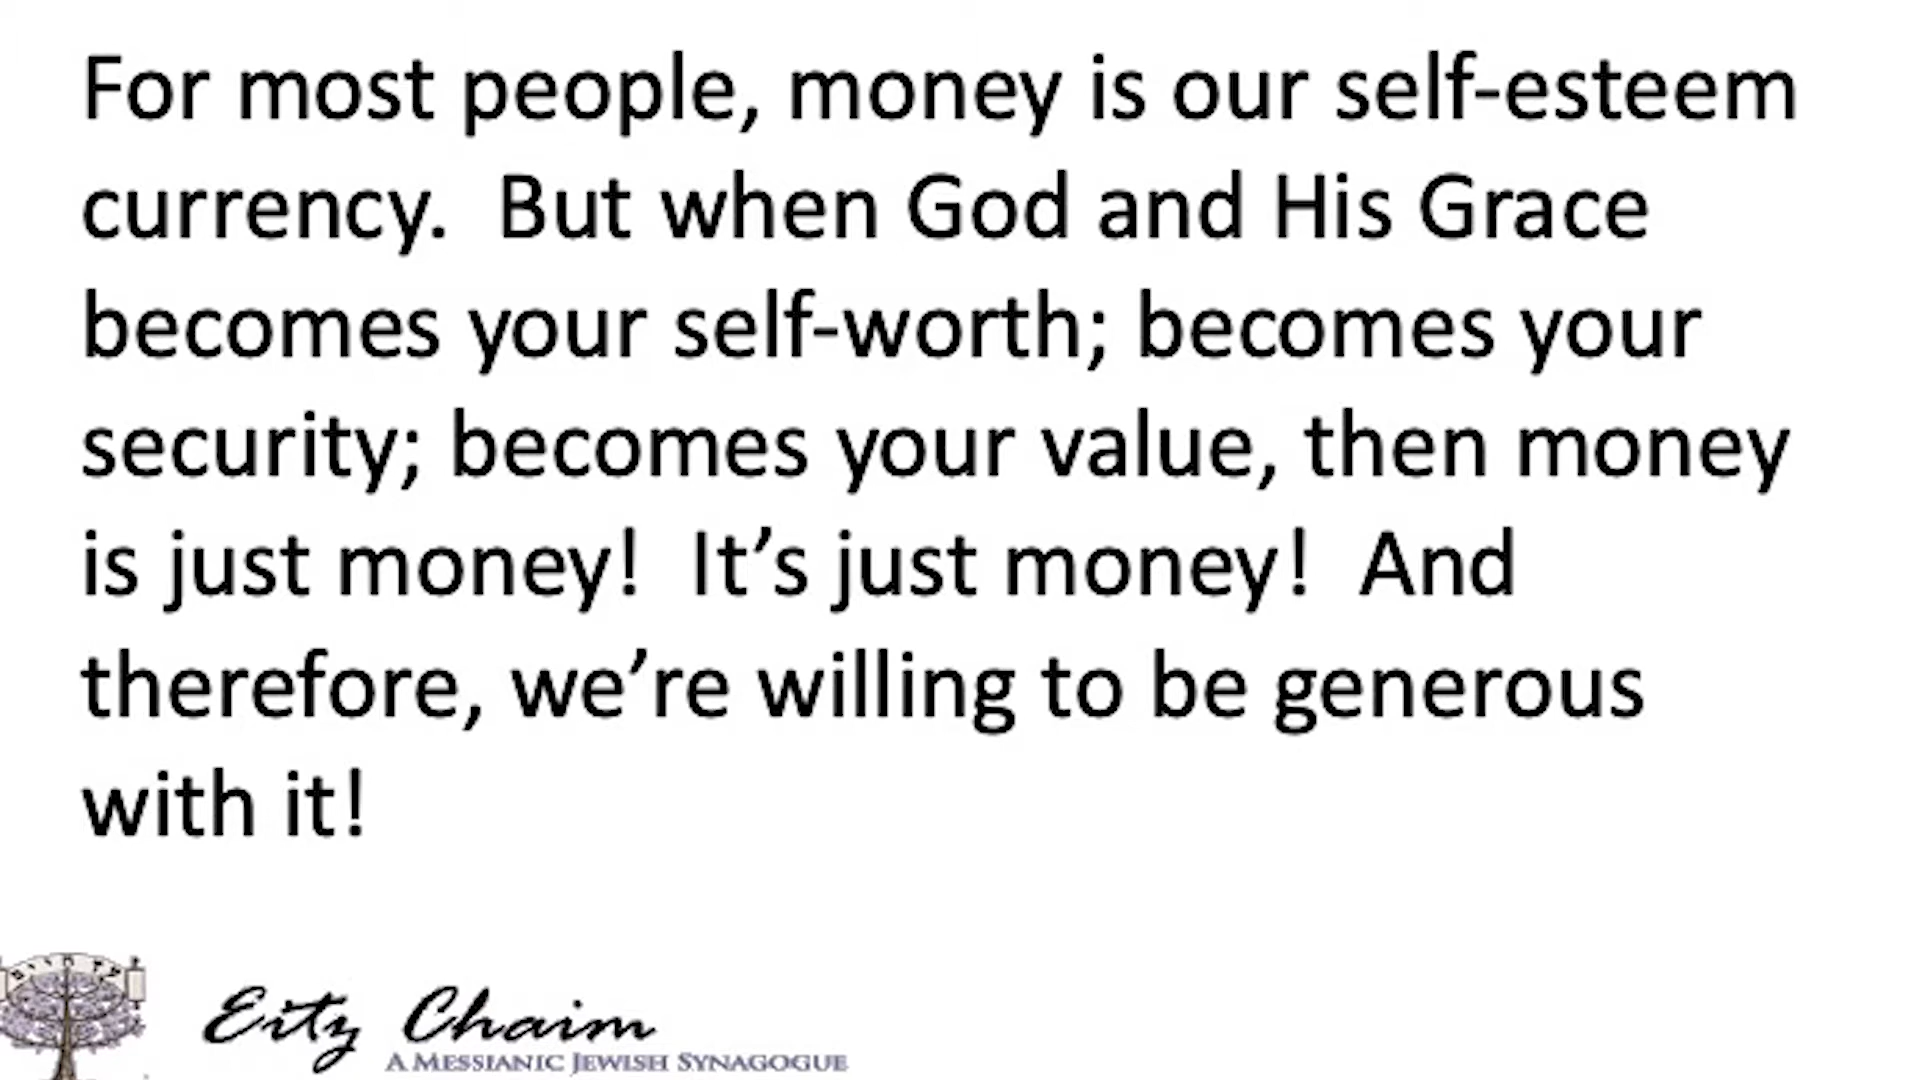 For most people, money is our self-esteem
currency.  But when God and His Grace
becomes your self-worth; becomes your
security; becomes your value, then money
is just money!  It’s just money!  And
therefore, we’re willing to be generous
with it!
Eitz Chaim
A MESSIANIC JEWISH SYNAGOGUE